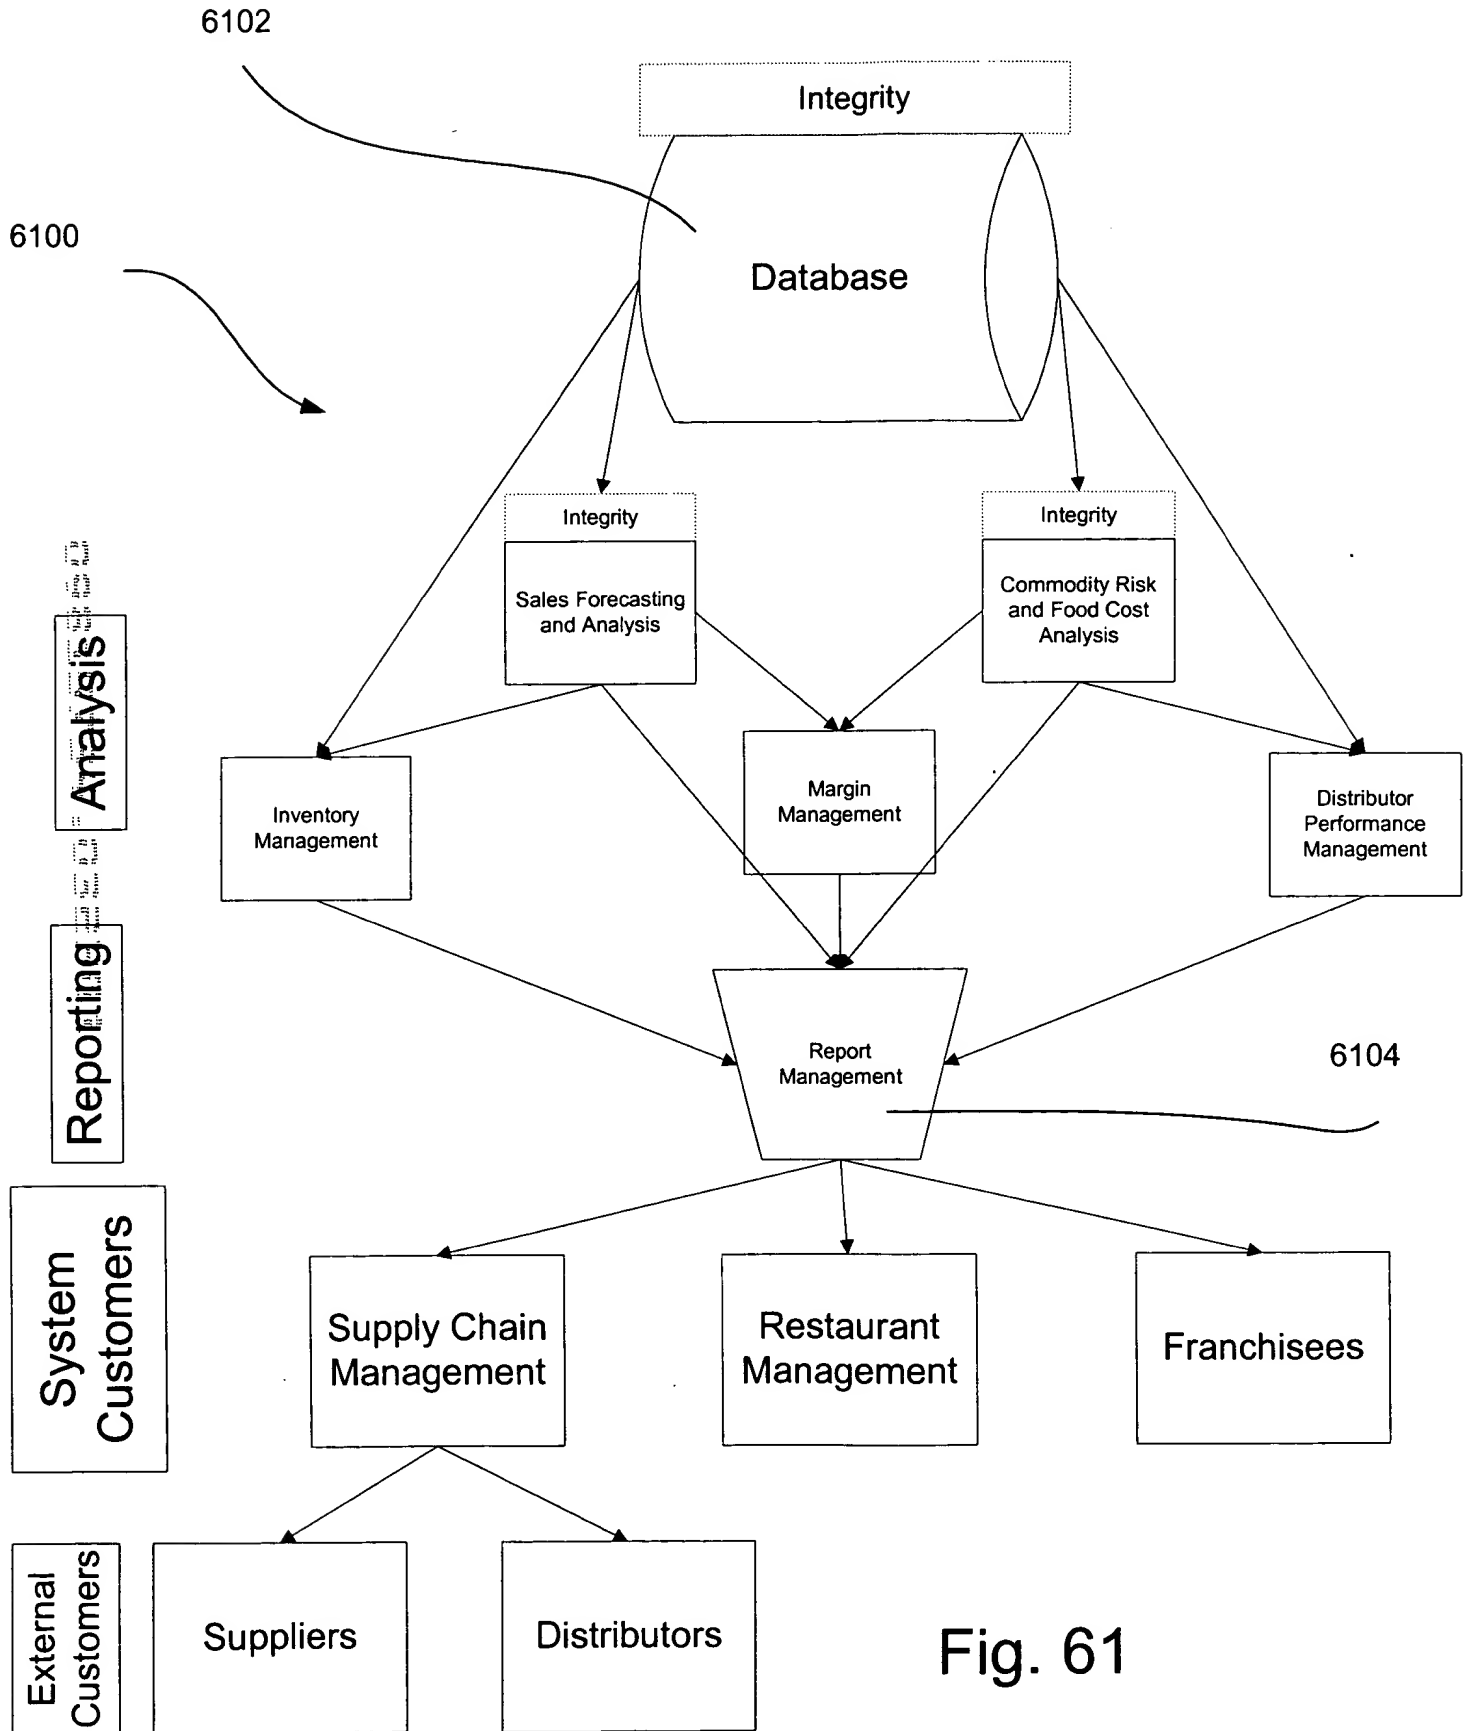 6102
Integrity
6100
Database
Integrity
Integrity
Sales Forecasting
and Analysis
Commodity Risk
and Food Cost
Analysis
Analysis
Inventory
Management
Margin
Management
Distributor
Performance
Management
Reporting
Report
Management
6104
System
Customers
Supply Chain
Management
Restaurant
Management
Franchisees
External
Customers
Suppliers
Distributors
Fig. 61